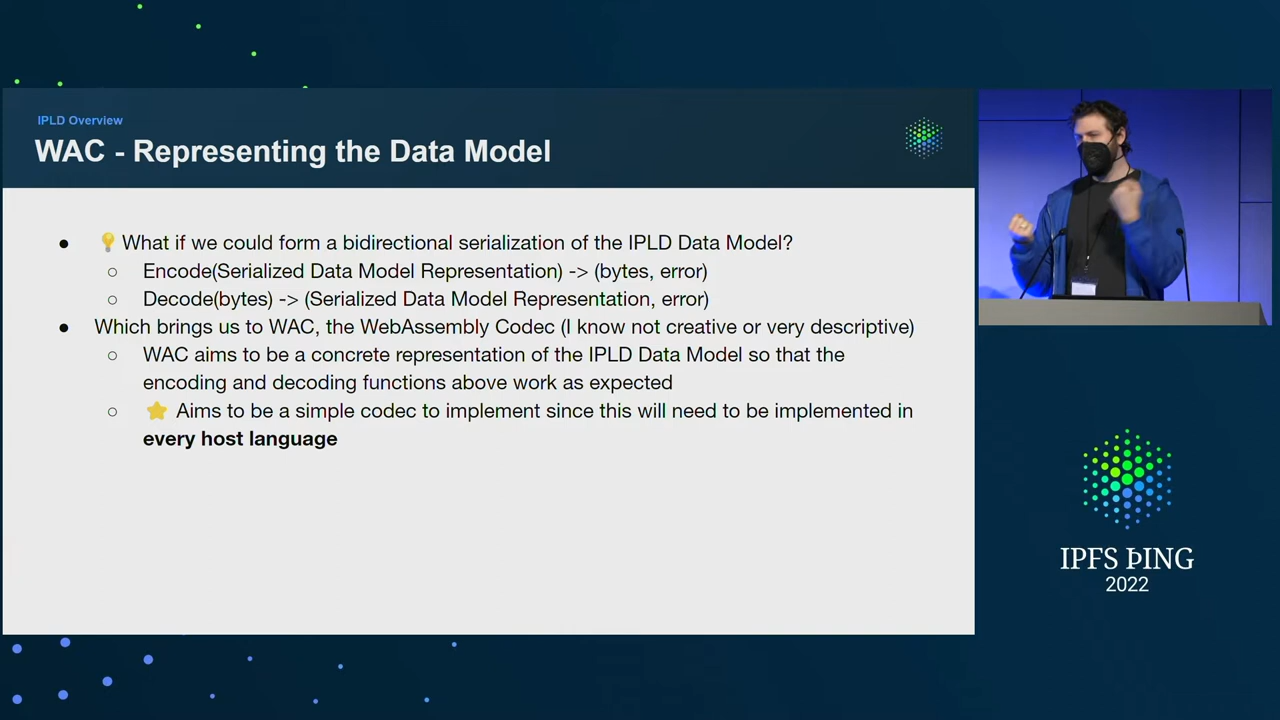 IPLD Overview
WAC - Representing the Data Model
● 💡 What if we could form a bidirectional serialization of the IPLD Data Model?
○ Encode(Serialized Data Model Representation) -> (bytes, error)
○ Decode(bytes) -> (Serialized Data Model Representation, error)
● Which brings us to WAC, the WebAssembly Codec (I know not creative or very descriptive)
○ WAC aims to be a concrete representation of the IPLD Data Model so that the
encoding and decoding functions above work as expected
○ ⭐ Aims to be a simple codec to implement since this will need to be implemented in
every host language
IPFS ÞING
2022